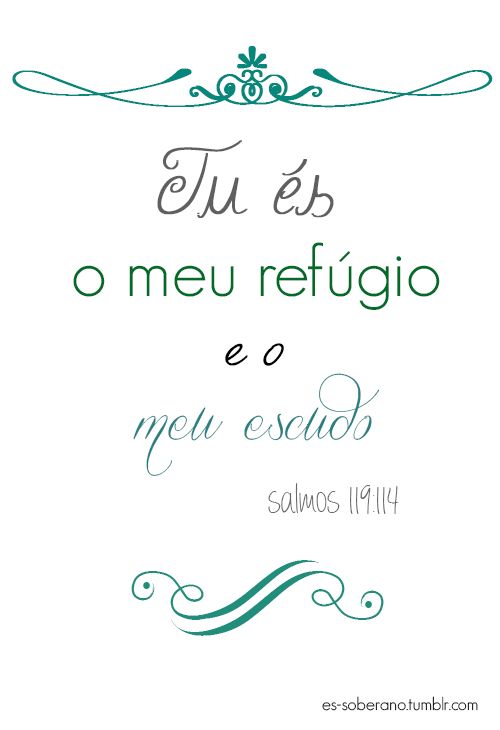 Tu és
o meu refúgio
e o
meu escudo
salmos 119:114
es-soberano.tumblr.com